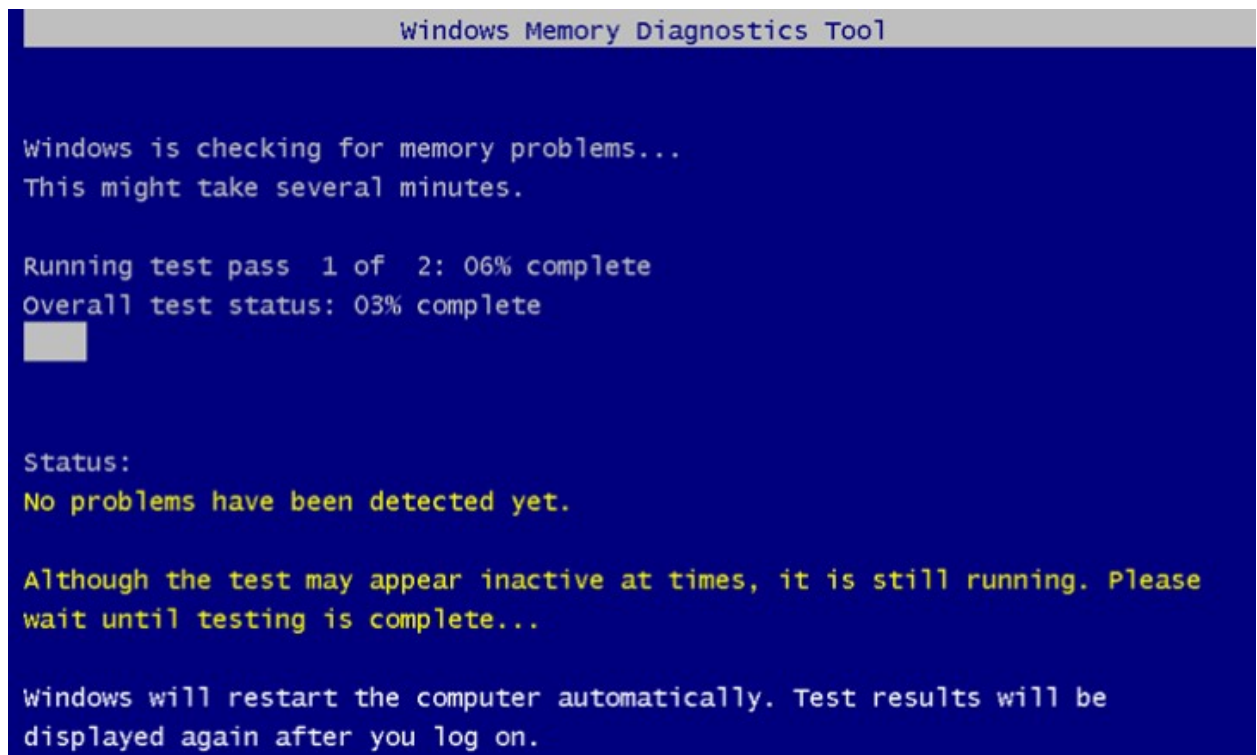 Windows Memory Diagnostics Tool
Windows is checking for memory problems...
This might take several minutes.
Running test pass  1 of  2: 06% complete
Overall test status: 03% complete
Status:
No problems have been detected yet.
Although the test may appear inactive at times, it is still running. Please
wait until testing is complete...
Windows will restart the computer automatically. Test results will be
displayed again after you log on.